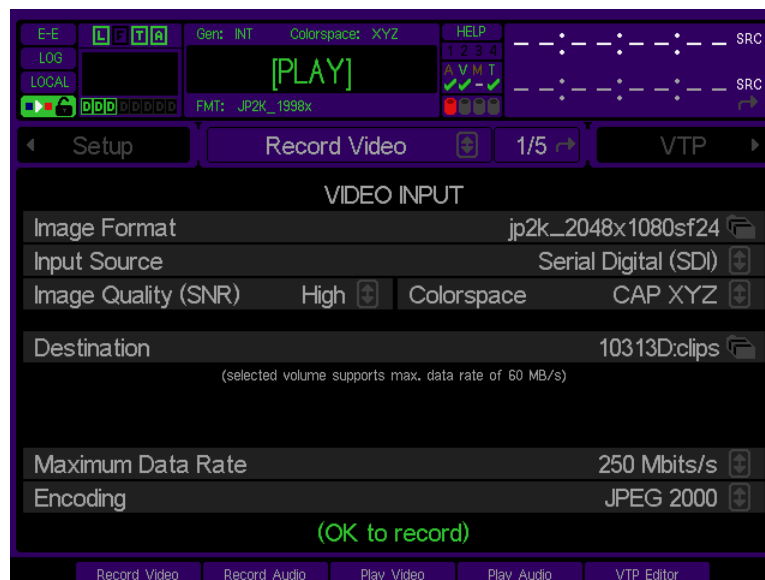 E-E
LOG
LOCAL
L F T A
D D D D D D D D
Gen: INT Colorspace: XYZ
[PLAY]
FMT: JP2K_1998x
HELP
1 2 3 4
A V M T
– –:– –:– –:– – SRC
– –:– –:– –:– – SRC
Setup
Record Video
1/5
VTP
VIDEO INPUT
Image Format jp2k_2048x1080sf24
Input Source Serial Digital (SDI)
Image Quality (SNR) High Colorspace CAP XYZ
Destination 10313D:clips
(selected volume supports max. data rate of 60 MB/s)
Maximum Data Rate 250 Mbits/s
Encoding JPEG 2000
(OK to record)
Record Video Record Audio Play Video Play Audio VTP Editor